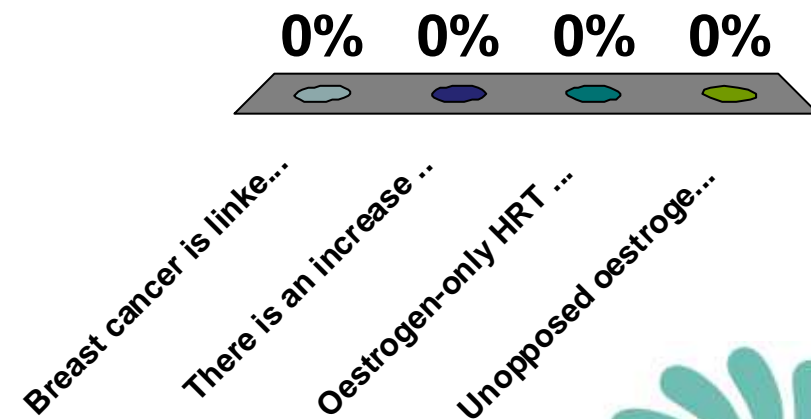 0% 0% 0% 0%
Breast cancer is linke...
There is an increase ..
Oestrogen-only HRT ...
Unopposed oestroge...